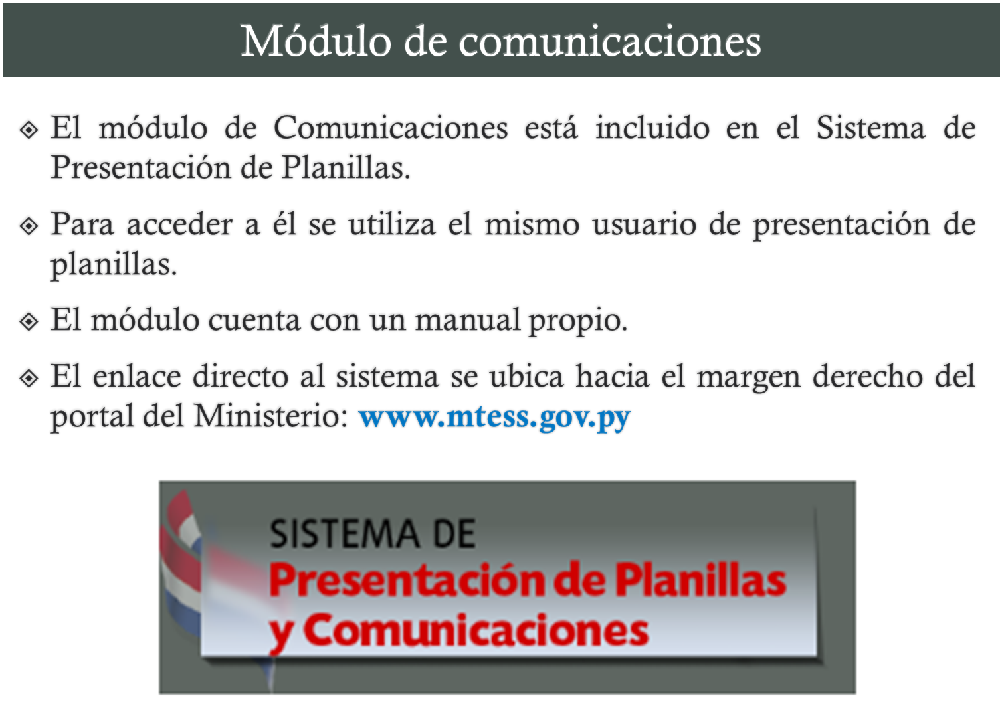 Módulo de comunicaciones
El módulo de Comunicaciones está incluido en el Sistema de
Presentación de Planillas.
Para acceder a él se utiliza el mismo usuario de presentación de
planillas.
El módulo cuenta con un manual propio.
El enlace directo al sistema se ubica hacia el margen derecho del
portal del Ministerio: www.mtess.gov.py
SISTEMA DE
Presentación de Planillas
y Comunicaciones